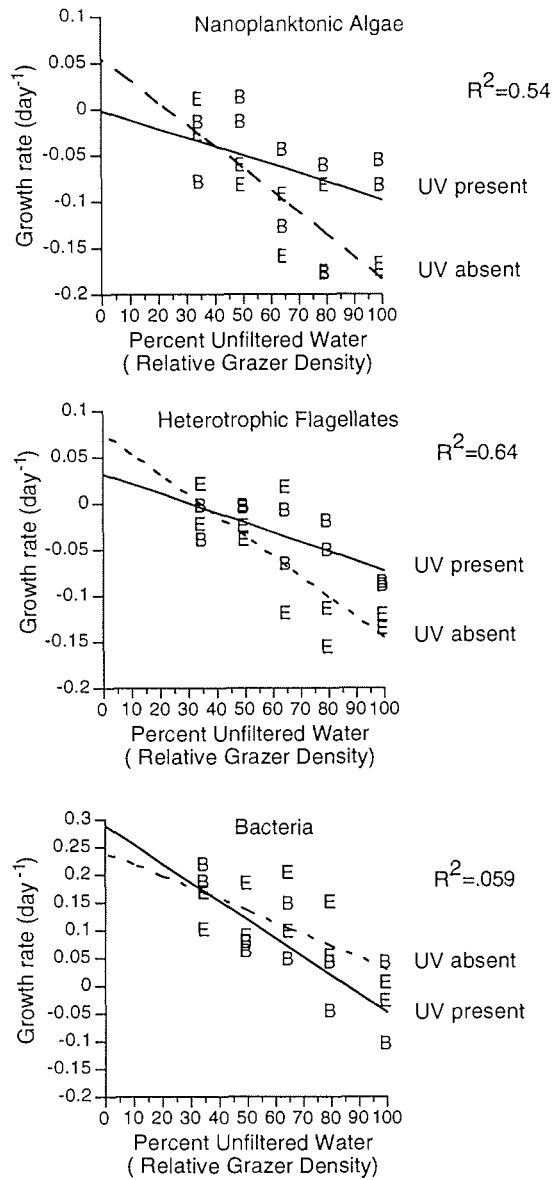 Nanoplanktonic Algae
R²=0.54
Growth rate (day⁻¹)
0.1
0.05
0
-0.05
-0.1
-0.15
-0.2
E
E
B
B
E
B
E
B
E
B
E
B
E
B
E
B
E
B
B
E
UV present
UV absent
0 10 20 30 40 50 60 70 80 90 100
Percent Unfiltered Water
( Relative Grazer Density)
Heterotrophic Flagellates
R²=0.64
Growth rate (day⁻¹)
0.1
0.05
0
-0.05
-0.1
-0.15
-0.2
E
B
E
B
B
E
E
E
B
B
E
B
B
E
E
B
E
E
UV present
UV absent
0 10 20 30 40 50 60 70 80 90 100
Percent Unfiltered Water
( Relative Grazer Density)
Bacteria
R²=.059
Growth rate (day⁻¹)
0.3
0.25
0.2
0.15
0.1
0.05
0
-0.05
-0.1
-0.15
-0.2
B
B
E
E
E
E
B
B
E
B
E
B
E
E
B
B
B
E
E
B
UV absent
UV present
0 10 20 30 40 50 60 70 80 90 100
Percent Unfiltered Water
( Relative Grazer Density)